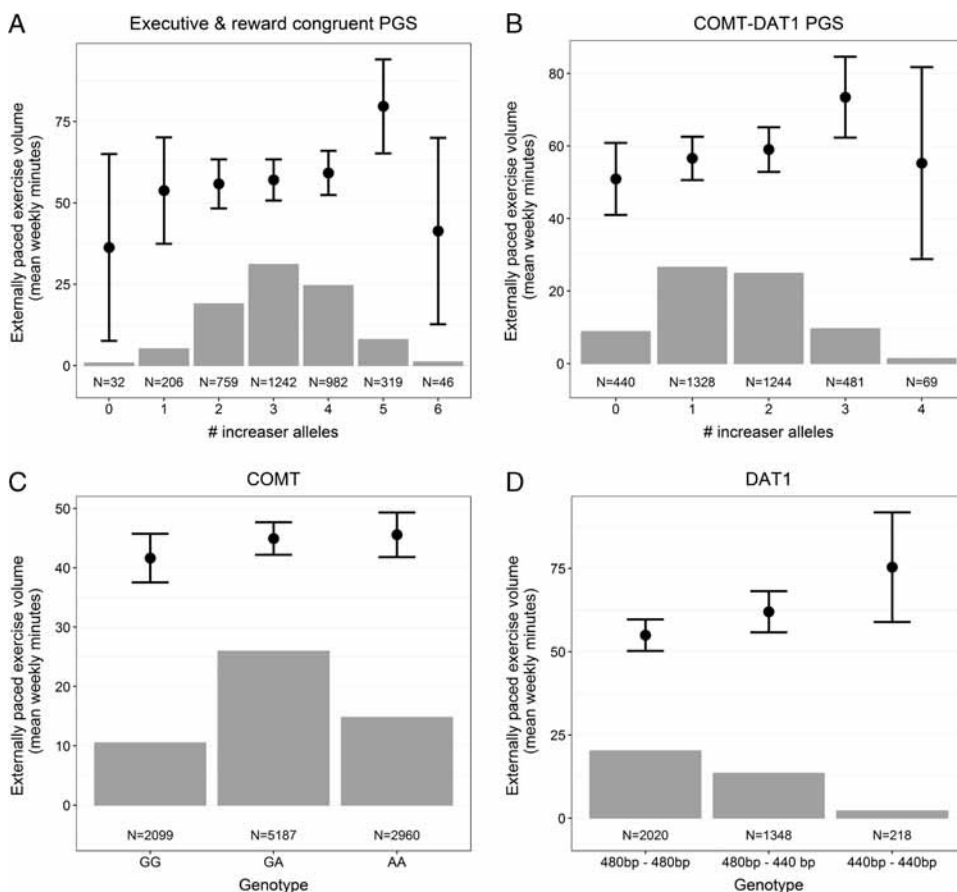 A
Executive & reward congruent PGS
Externally paced exercise volume
(mean weekly minutes)
75
50
25
0
N=32 N=206 N=759 N=1242 N=982 N=319 N=46
0 1 2 3 4 5 6
# increaser alleles
B
COMT-DAT1 PGS
Externally paced exercise volume
(mean weekly minutes)
80
60
40
20
0
N=440 N=1328 N=1244 N=481 N=69
0 1 2 3 4
# increaser alleles
C
COMT
Externally paced exercise volume
(mean weekly minutes)
50
40
30
20
10
0
N=2099 N=5187 N=2960
GG GA AA
Genotype
D
DAT1
Externally paced exercise volume
(mean weekly minutes)
75
50
25
0
N=2020 N=1348 N=218
480bp - 480bp 480bp - 440 bp 440bp - 440bp
Genotype